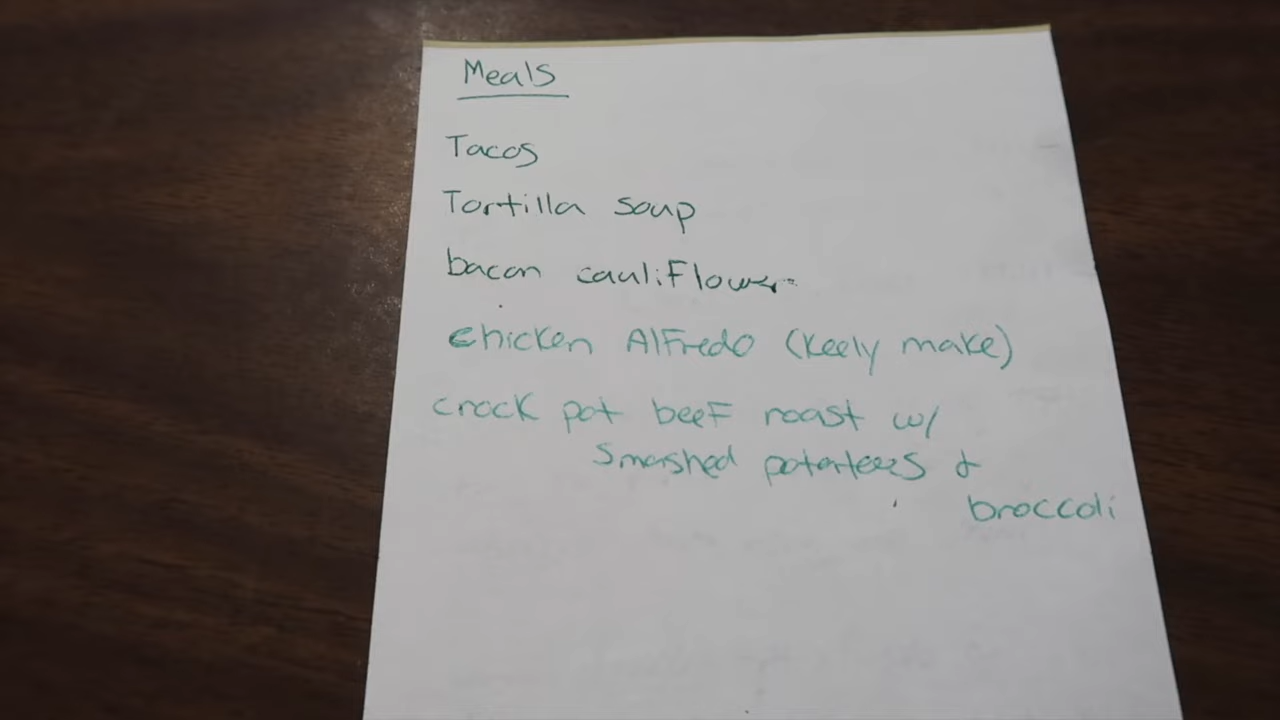 Meals
Tacos
Tortilla soup
bacon cauliFlower
chicken AlFredo (Keely make)
crock pot beeF roast w/
smashed potatoes &
broccoli